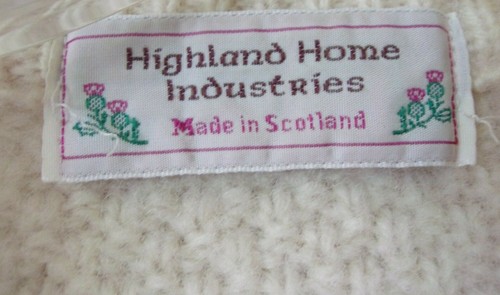 Highland Home
Industries
Made in Scotland